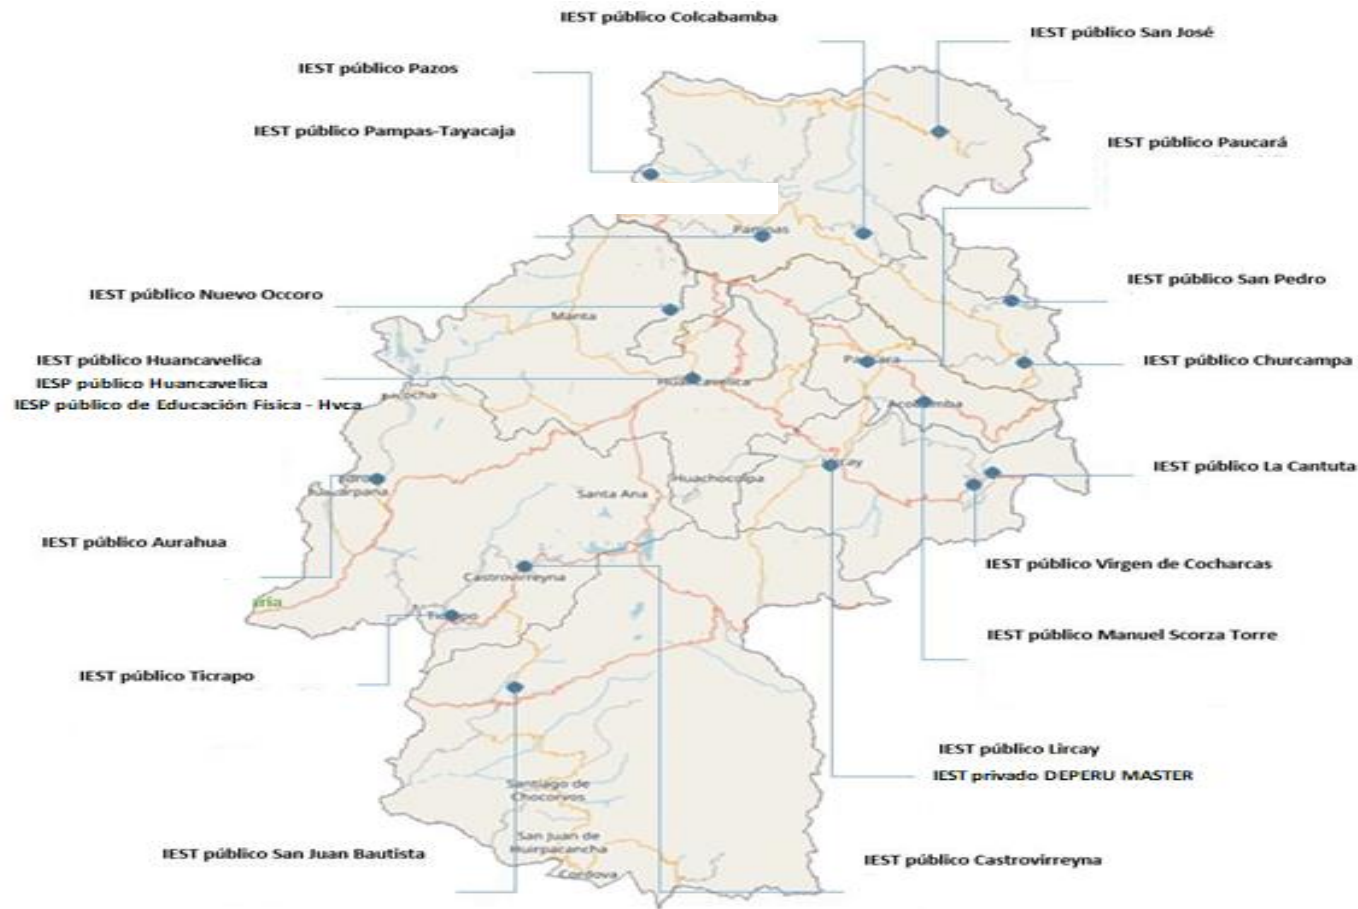 IEST público Colcabamba
IEST público San José
IEST público Pazos
IEST público Pampas-Tayacaja
IEST público Paucará
Pampas
IEST público San Pedro
IEST público Nuevo Occoro
Manta
IEST público Huancavelica
IESP público Huancavelica
IESP público de Educación Física - Hvca
IEST público Churcampa
Huancavelica
Huachocolpa
Santa Ana
IEST público La Cantuta
IEST público Aurahua
IEST público Virgen de Cocharcas
Castrovirreyna
IEST público Manuel Scorza Torre
IEST público Ticrapo
IEST público Lircay
IEST privado DEPERU MASTER
Santiago de
Chocorvos
San Juan de
Huirpacancha
Cordova
IEST público San Juan Bautista
IEST público Castrovirreyna